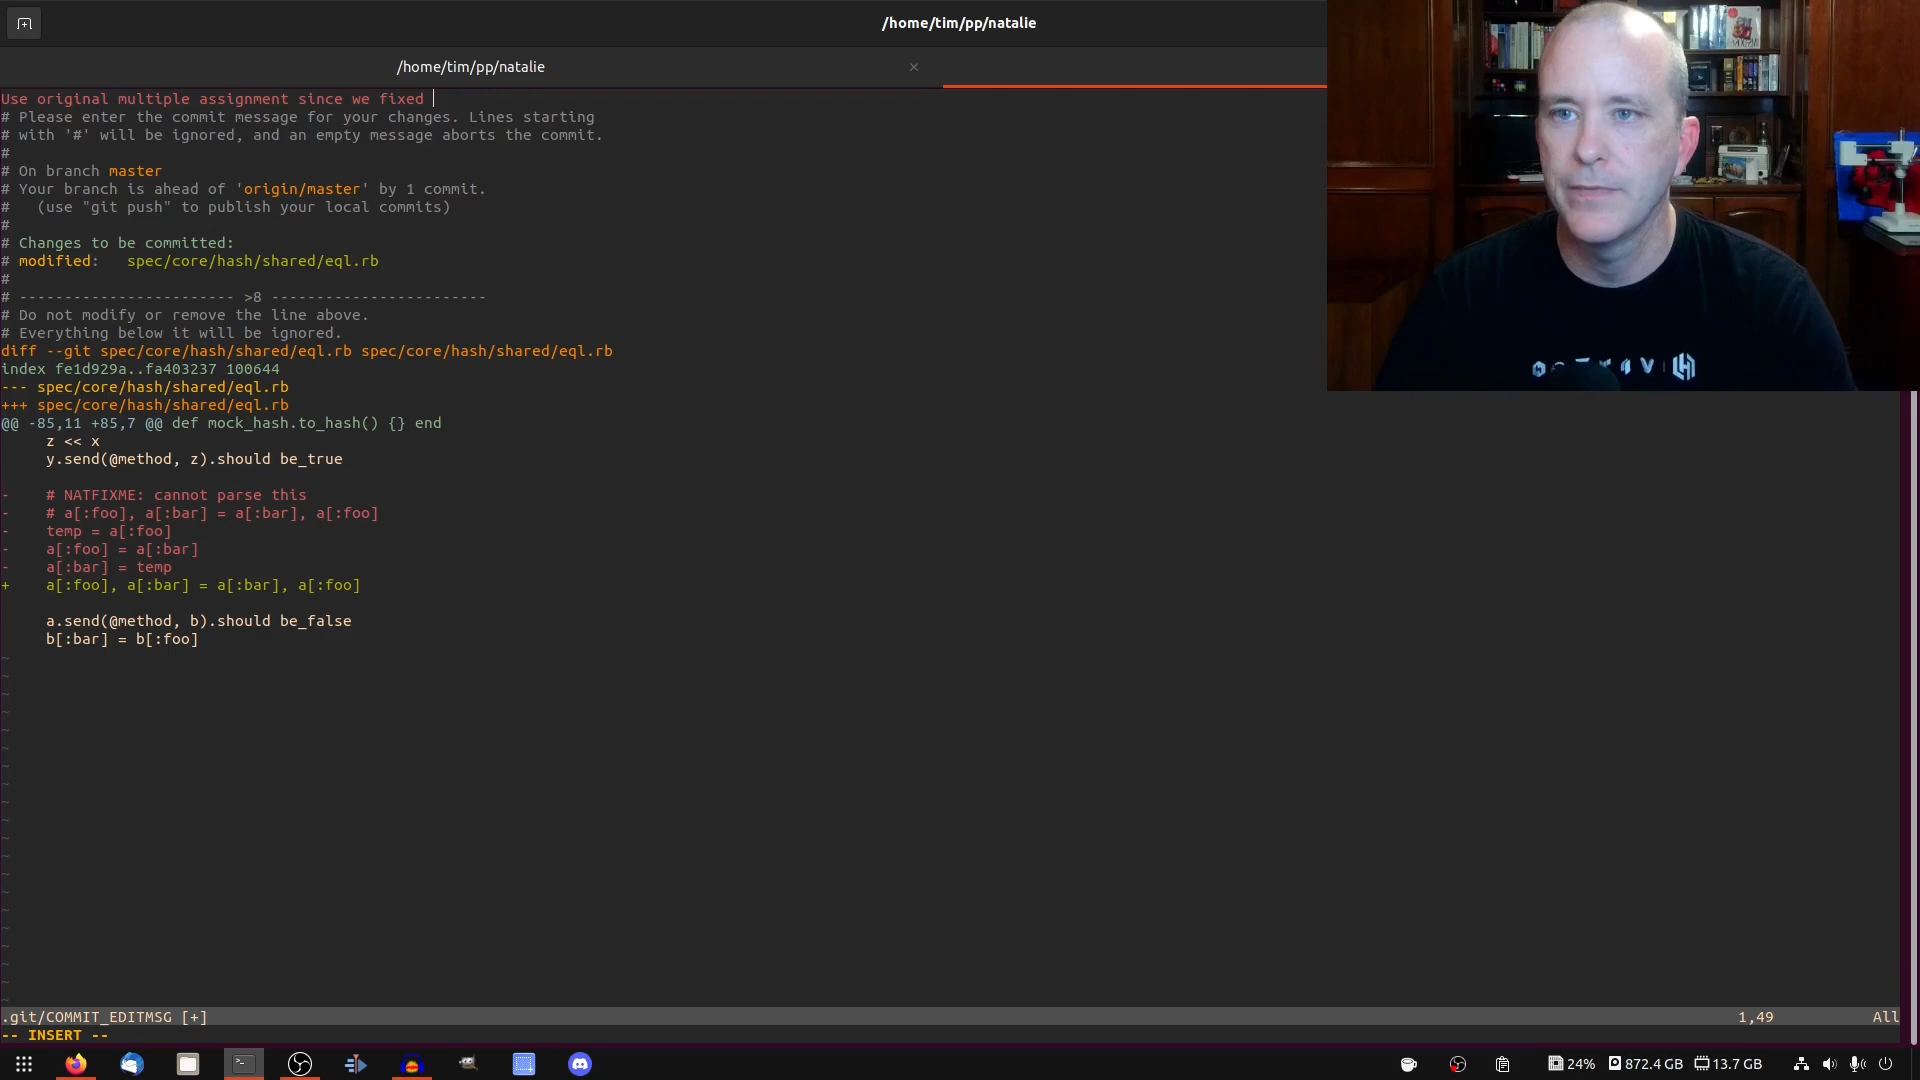 /home/tim/pp/natalie
/home/tim/pp/natalie ×
Use original multiple assignment since we fixed
# Please enter the commit message for your changes. Lines starting
# with '#' will be ignored, and an empty message aborts the commit.
#
# On branch master
# Your branch is ahead of 'origin/master' by 1 commit.
#   (use "git push" to publish your local commits)
#
# Changes to be committed:
# modified:   spec/core/hash/shared/eql.rb
#
# ------------------------ >8 ------------------------
# Do not modify or remove the line above.
# Everything below it will be ignored.
diff --git spec/core/hash/shared/eql.rb spec/core/hash/shared/eql.rb
index fe1d929a..fa403237 100644
--- spec/core/hash/shared/eql.rb
+++ spec/core/hash/shared/eql.rb
@@ -85,11 +85,7 @@ def mock_hash.to_hash() {} end
     z << x
     y.send(@method, z).should be_true
-    # NATFIXME: cannot parse this
-    # a[:foo], a[:bar] = a[:bar], a[:foo]
-    temp = a[:foo]
-    a[:foo] = a[:bar]
-    a[:bar] = temp
+    a[:foo], a[:bar] = a[:bar], a[:foo]
     a.send(@method, b).should be_false
     b[:bar] = b[:foo]
.git/COMMIT_EDITMSG [+] 1,49 All
-- INSERT --
24% 872.4 GB 13.7 GB